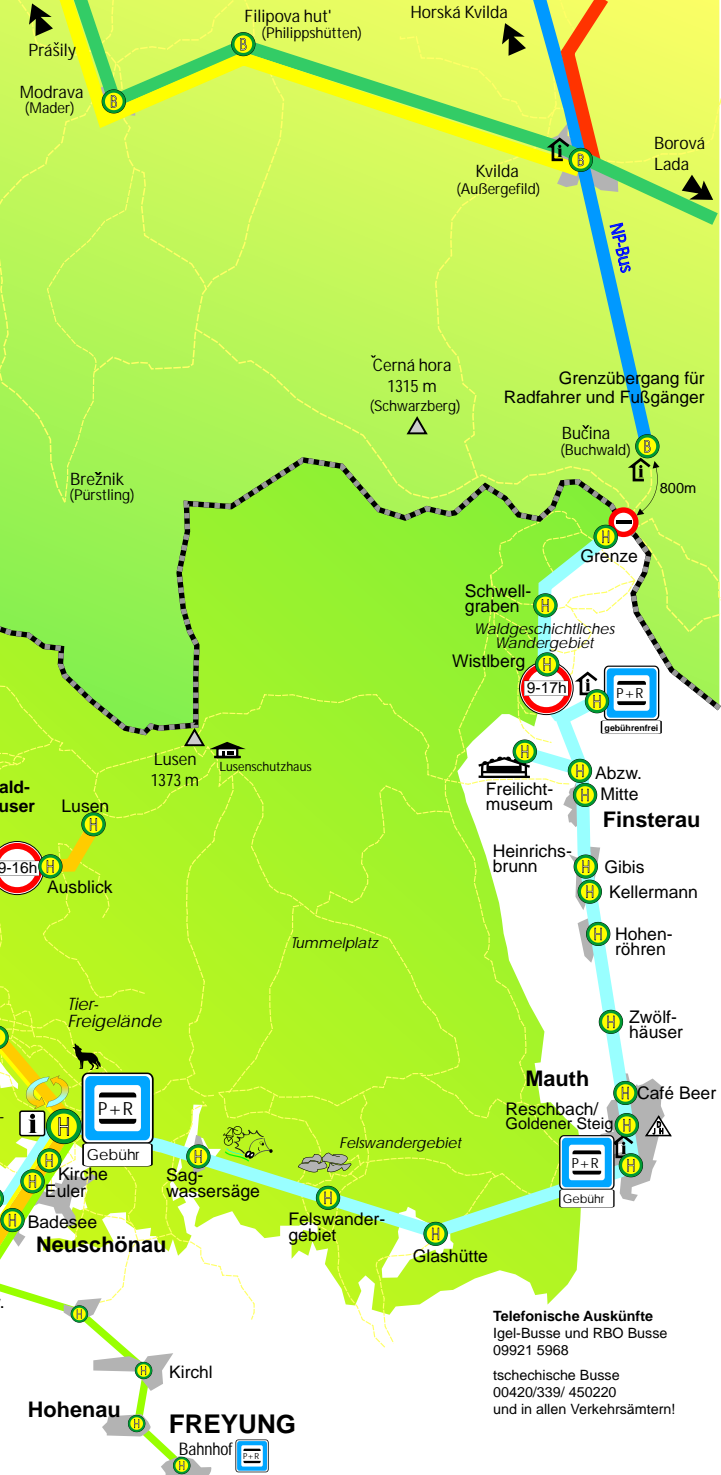 Filipova hut'
(Philippshütten)
Horská Kvilda
Prášily
Modrava
(Mader)
B
B
B
Kvilda
(Außergefild)
Borová
Lada
NP-Bus
Černá hora
1315 m
(Schwarzberg)
Grenzübergang für
Radfahrer und Fußgänger
Bučina
(Buchwald)
B
i
i
800m
Brežnik
(Pürstling)
H
Grenze
Schwell-
graben
H
Waldgeschichtliches
Wandergebiet
Wistlberg
H
9-17h
i
H
P+R
gebührenfrei
Lusen
1373 m
Lusenschutzhaus
H
Freilicht-
museum
H
Abzw.
H
Mitte
Finsterau
ald-
user
Lusen
H
9-16h
H
Ausblick
Heinrichs-
brunn
H
Gibis
H
Kellermann
H
Hohen-
röhren
Tummelplatz
Tier-
Freigelände
H
Zwölf-
häuser
Mauth
H
Café Beer
Reschbach/
Goldener Steig
H
i
P+R
Gebühr
H
i
H
P+R
Gebühr
Felswandergebiet
H
Sag-
wassersäge
H
Felswander-
gebiet
H
Glashütte
H
Kirche
H
Euler
H
Badesee
Neuschönau
H
H
Kirchl
Hohenau
H
FREYUNG
Bahnhof
P+R
H
Telefonische Auskünfte
Igel-Busse und RBO Busse
09921 5968
tschechische Busse
00420/339/ 450220
und in allen Verkehrsämtern!